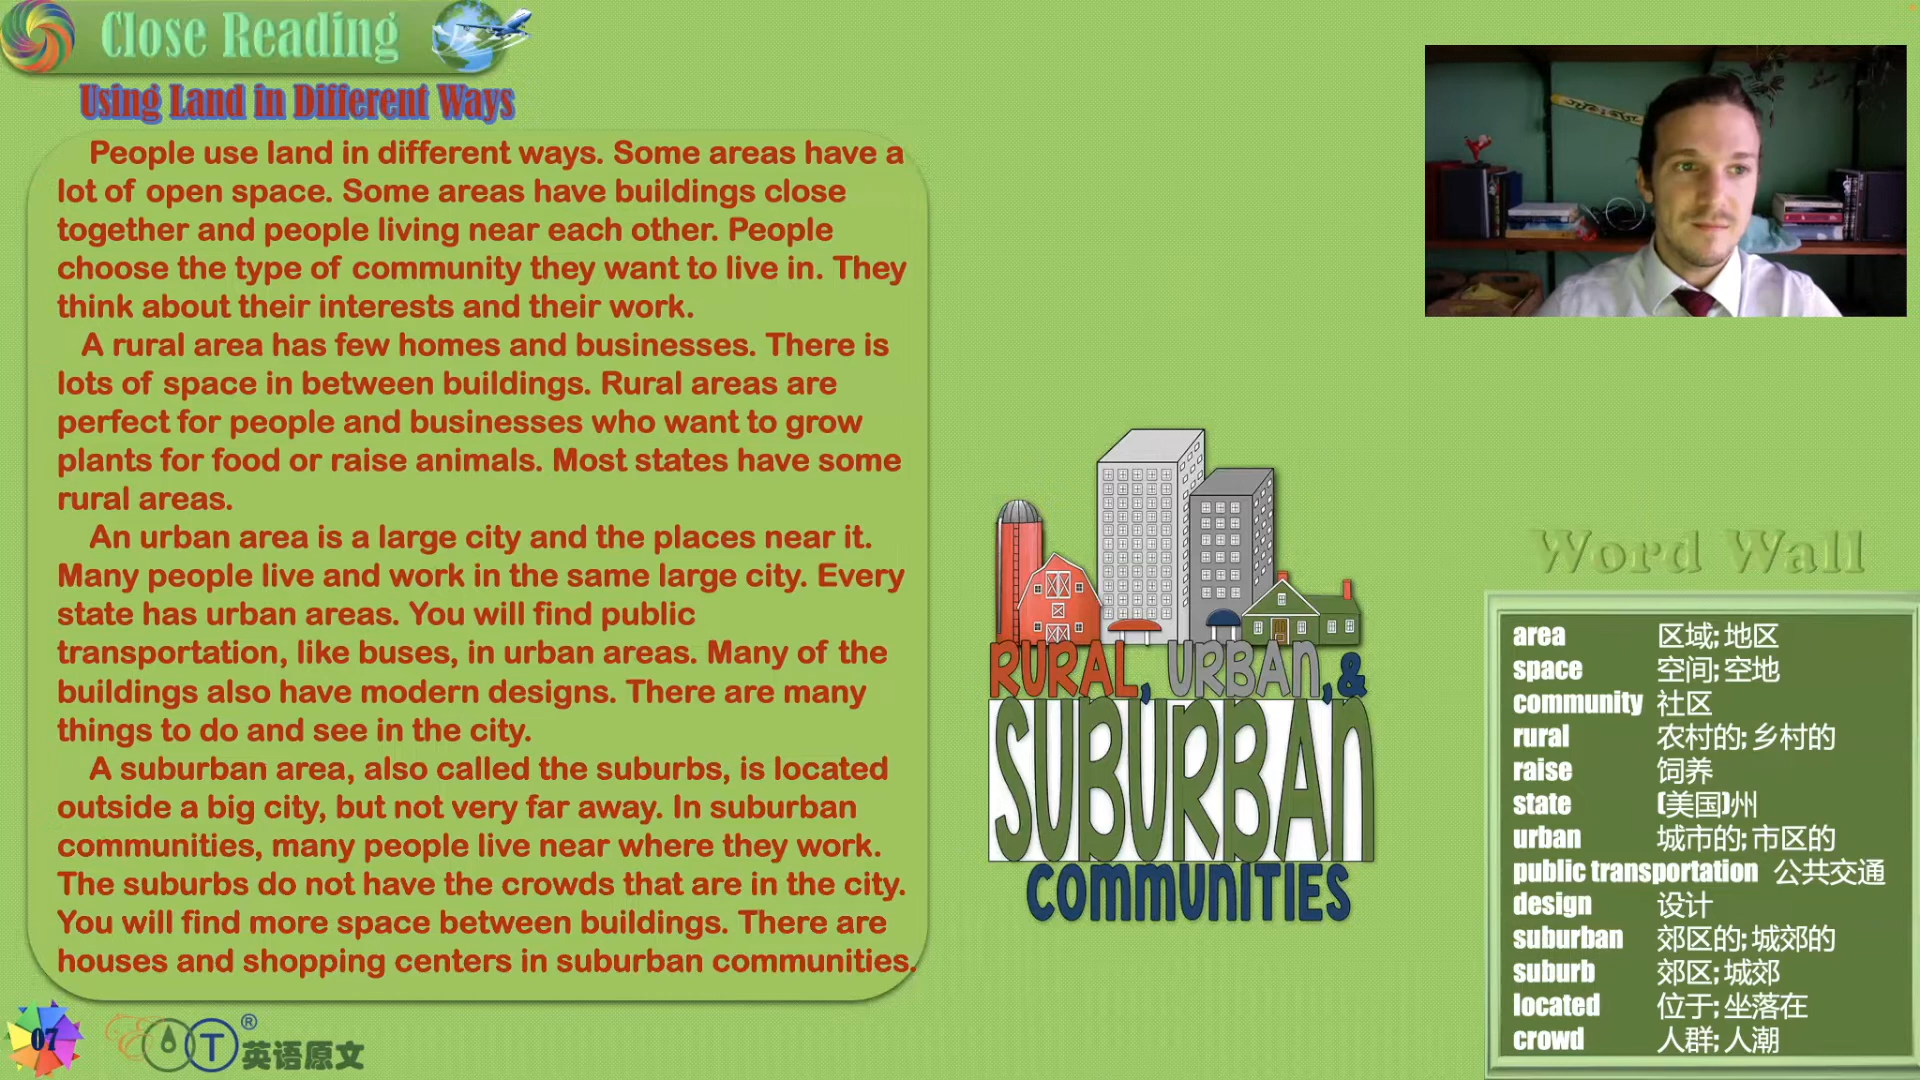 Close Reading
Using Land in Different Ways
People use land in different ways. Some areas have a
lot of open space. Some areas have buildings close
together and people living near each other. People
choose the type of community they want to live in. They
think about their interests and their work.
A rural area has few homes and businesses. There is
lots of space in between buildings. Rural areas are
perfect for people and businesses who want to grow
plants for food or raise animals. Most states have some
rural areas.
An urban area is a large city and the places near it.
Many people live and work in the same large city. Every
state has urban areas. You will find public
transportation, like buses, in urban areas. Many of the
buildings also have modern designs. There are many
things to do and see in the city.
A suburban area, also called the suburbs, is located
outside a big city, but not very far away. In suburban
communities, many people live near where they work.
The suburbs do not have the crowds that are in the city.
You will find more space between buildings. There are
houses and shopping centers in suburban communities.
RURAL, URBAN, &
SUBURBAN
COMMUNITIES
Word Wall
area 区域; 地区
space 空间; 空地
community 社区
rural 农村的; 乡村的
raise 饲养
state (美国)州
urban 城市的; 市区的
public transportation 公共交通
design 设计
suburban 郊区的; 城郊的
suburb 郊区; 城郊
located 位于; 坐落在
crowd 人群; 人潮
07
T ® 英语原文